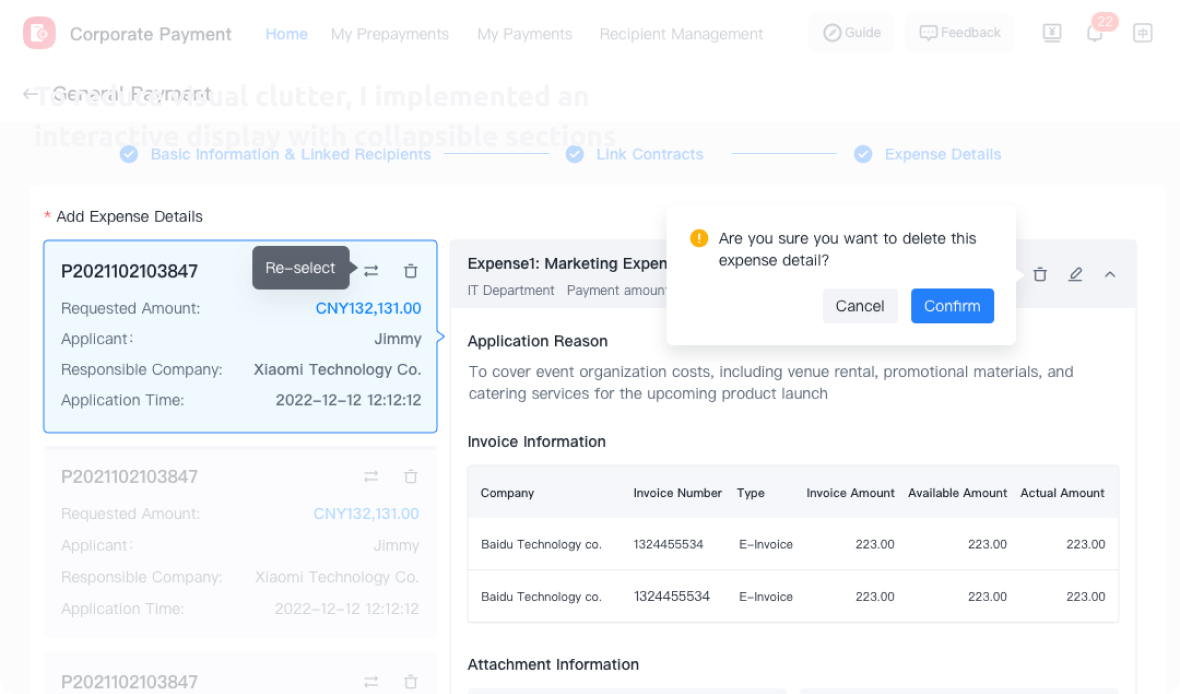 Corporate Payment Home My Prepayments My Payments Recipient Management Guide Feedback 22
General Payment
To reduce visual clutter, I implemented an
interactive display with collapsible sections
Basic Information & Linked Recipients Link Contracts Expense Details
* Add Expense Details
P2021102103847 Re-select
Requested Amount: CNY132,131.00
Applicant: Jimmy
Responsible Company: Xiaomi Technology Co.
Application Time: 2022-12-12 12:12:12
P2021102103847
Requested Amount: CNY132,131.00
Applicant: Jimmy
Responsible Company: Xiaomi Technology Co.
Application Time: 2022-12-12 12:12:12
P2021102103847
Expense1: Marketing Expen
IT Department Payment amount
Are you sure you want to delete this
expense detail?
Cancel Confirm
Application Reason
To cover event organization costs, including venue rental, promotional materials, and
catering services for the upcoming product launch
Invoice Information
Company Invoice Number Type Invoice Amount Available Amount Actual Amount
Baidu Technology co. 1324455534 E-Invoice 223.00 223.00 223.00
Baidu Technology co. 1324455534 E-Invoice 223.00 223.00 223.00
Attachment Information